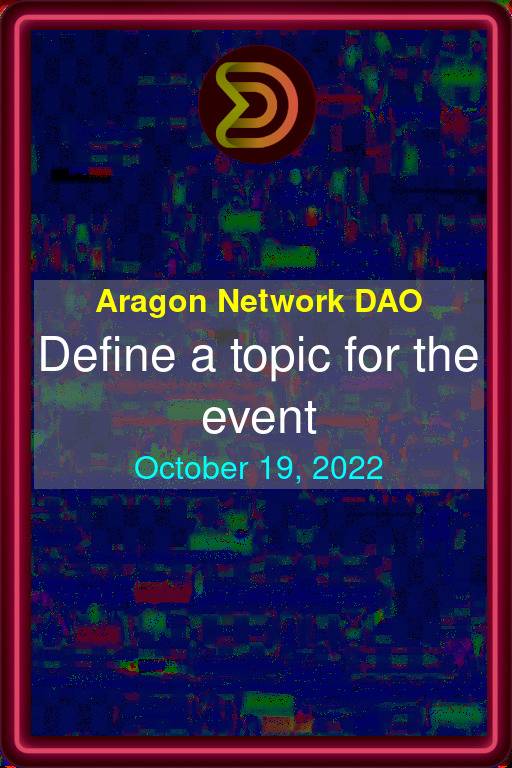 Aragon Network DAO
Define a topic for the
event
October 19, 2022